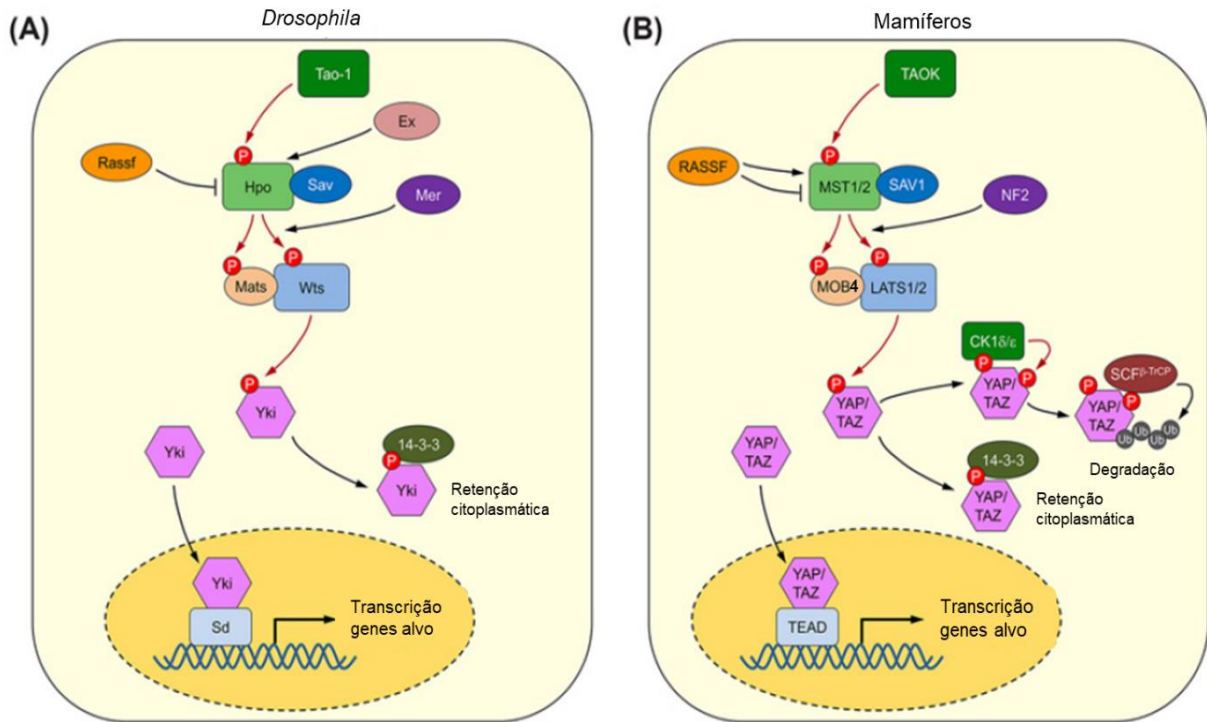 (A)
Drosophila
Tao-1
Ex
Rassf
P
Hpo
Sav
Mer
P
P
Mats
Wts
P
Yki
Yki
14-3-3
P
Yki
Retenção
citoplasmática
Yki
Sd
Transcrição
genes alvo
(B)
Mamíferos
TAOK
RASSF
P
MST1/2
SAV1
NF2
P
P
MOB4
LATS1/2
CK1δ/ε
P
P
YAP/
TAZ
SCFβ-TrCP
P
P
YAP/
TAZ
Ub
Ub
Ub
Ub
Degradação
P
YAP/
TAZ
YAP/
TAZ
14-3-3
P
YAP/
TAZ
Retenção
citoplasmática
YAP/
TAZ
TEAD
Transcrição
genes alvo